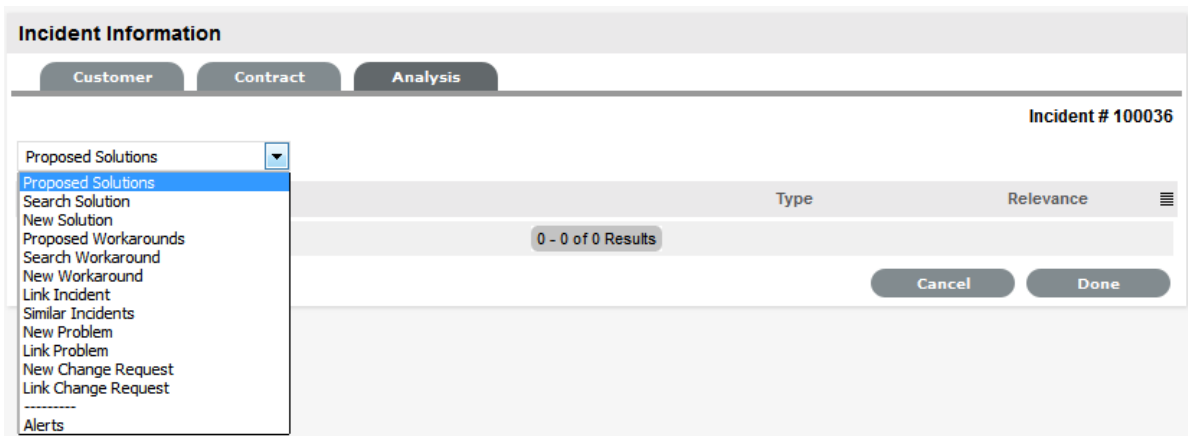 Incident Information
Customer Contract Analysis
Incident # 100036
Proposed Solutions
Proposed Solutions
Search Solution
Type Relevance
New Solution
Proposed Workarounds
0 - 0 of 0 Results
Search Workaround
New Workaround
Cancel Done
Link Incident
Similar Incidents
New Problem
Link Problem
New Change Request
Link Change Request
---------
Alerts